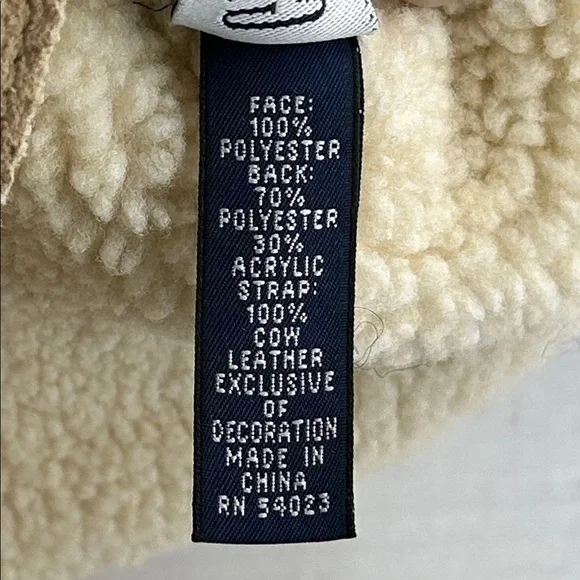 FACE:
100%
POLYESTER
BACK:
70%
POLYESTER
30%
ACRYLIC
STRAP:
100%
COW
LEATHER
EXCLUSIVE
OF
DECORATION
MADE IN
CHINA
RN 54023